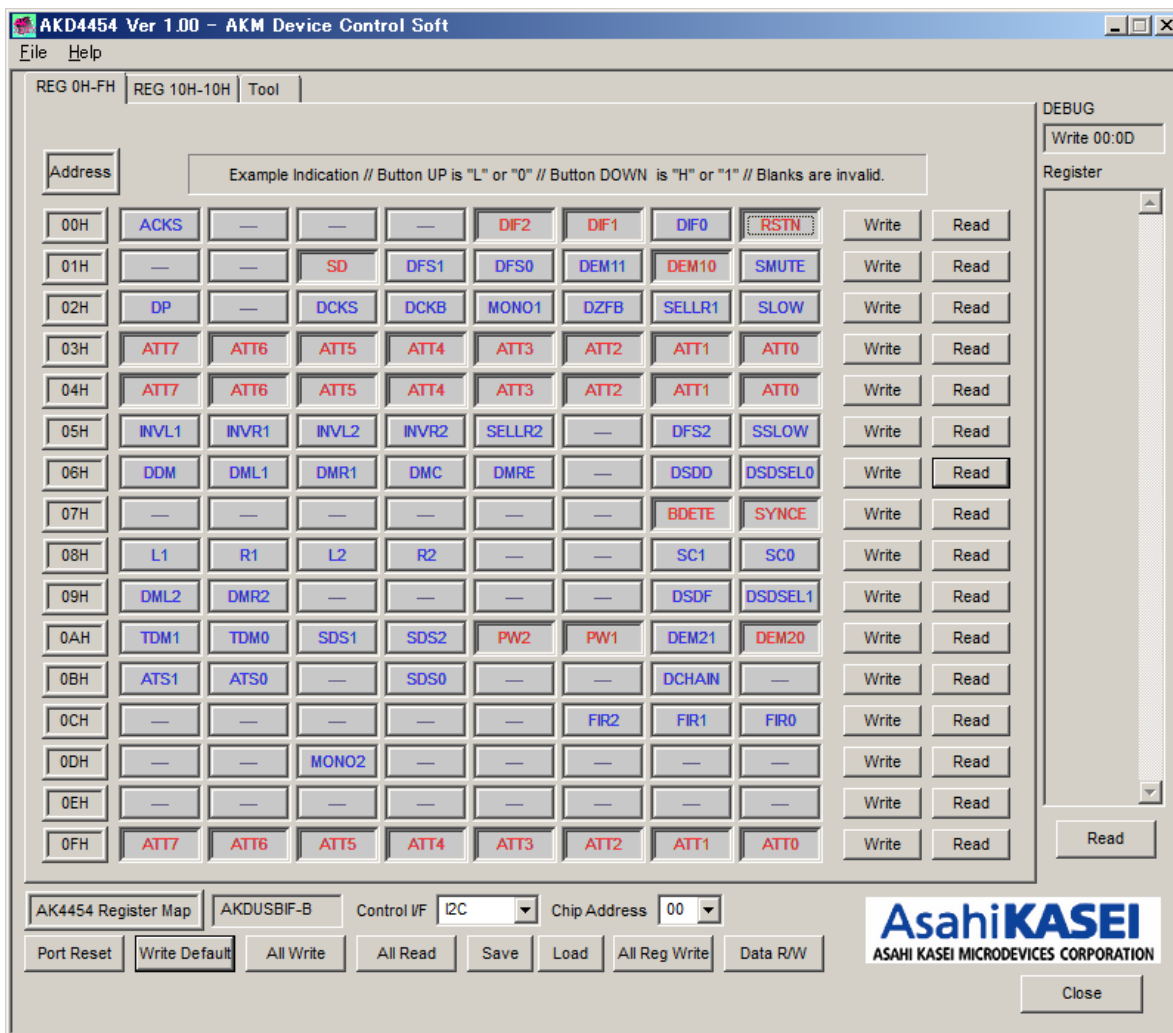 AKD4454 Ver 1.00 - AKM Device Control Soft
File Help
REG 0H-FH REG 10H-10H Tool
DEBUG
Write 00:0D
Address Example Indication // Button UP is "L" or "0" // Button DOWN is "H" or "1" // Blanks are invalid. Register
00H ACKS — — — DIF2 DIF1 DIF0 RSTN Write Read
01H — — SD DFS1 DFS0 DEM11 DEM10 SMUTE Write Read
02H DP — DCKS DCKB MONO1 DZFB SELLR1 SLOW Write Read
03H ATT7 ATT6 ATT5 ATT4 ATT3 ATT2 ATT1 ATT0 Write Read
04H ATT7 ATT6 ATT5 ATT4 ATT3 ATT2 ATT1 ATT0 Write Read
05H INVL1 INVR1 INVL2 INVR2 SELLR2 — DFS2 SSLOW Write Read
06H DDM DML1 DMR1 DMC DMRE — DSDD DSDSEL0 Write Read
07H — — — — — — BDETE SYNCE Write Read
08H L1 R1 L2 R2 — — SC1 SC0 Write Read
09H DML2 DMR2 — — — — DSDF DSDSEL1 Write Read
0AH TDM1 TDM0 SDS1 SDS2 PW2 PW1 DEM21 DEM20 Write Read
0BH ATS1 ATS0 — SDS0 — — DCHAIN — Write Read
0CH — — — — — FIR2 FIR1 FIR0 Write Read
0DH — — MONO2 — — — — — Write Read
0EH — — — — — — — — Write Read
0FH ATT7 ATT6 ATT5 ATT4 ATT3 ATT2 ATT1 ATT0 Write Read
Read
AK4454 Register Map AKDUSBIF-B Control I/F I2C Chip Address 00
Port Reset Write Default All Write All Read Save Load All Reg Write Data R/W
AsahiKASEI
ASAHI KASEI MICRODEVICES CORPORATION
Close